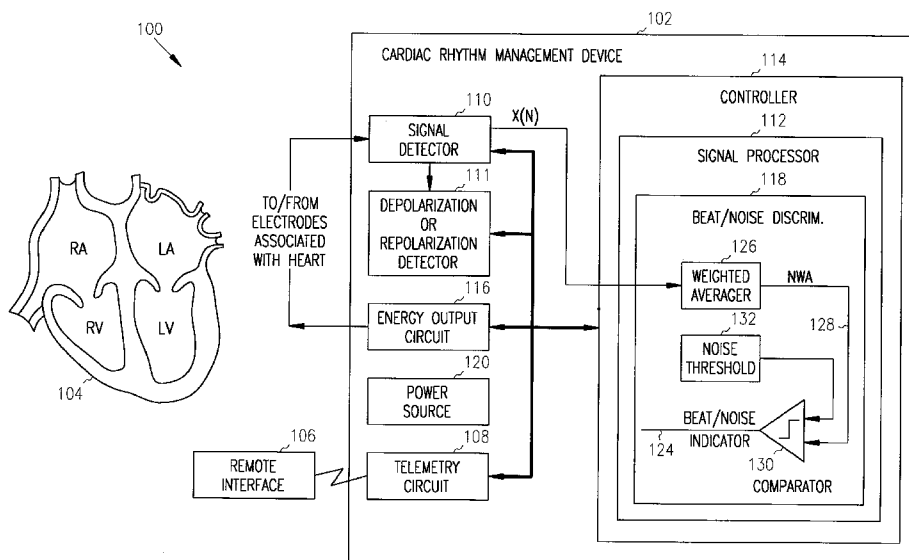 100
102
CARDIAC RHYTHM MANAGEMENT DEVICE
114
CONTROLLER
110
SIGNAL
DETECTOR
X(N)
112
SIGNAL PROCESSOR
111
DEPOLARIZATION
OR
REPOLARIZATION
DETECTOR
118
BEAT/NOISE DISCRIM.
TO/FROM
ELECTRODES
ASSOCIATED
WITH HEART
RA
LA
RV
LV
104
126
WEIGHTED
AVERAGER
NWA
128
116
ENERGY OUTPUT
CIRCUIT
132
NOISE
THRESHOLD
120
POWER
SOURCE
BEAT/NOISE
INDICATOR
124
130
COMPARATOR
106
REMOTE
INTERFACE
108
TELEMETRY
CIRCUIT